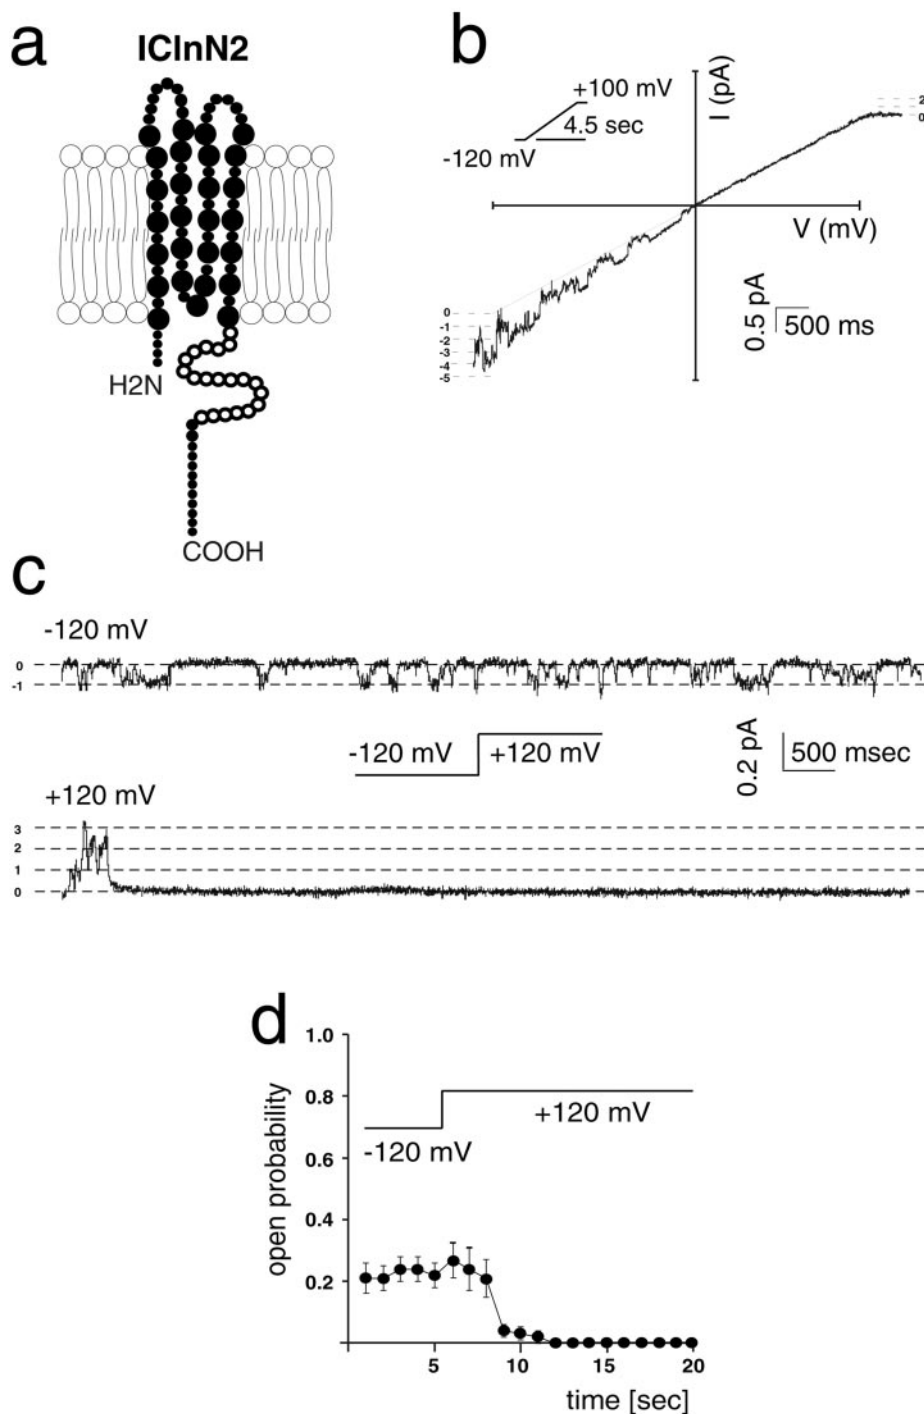 a
IClnN2
H2N
COOH
b
I (pA)
+100 mV
4.5 sec
-120 mV
2
0
V (mV)
0.5 pA
500 ms
0
-1
-2
-3
-4
-5
c
-120 mV
0
-1
-120 mV
+120 mV
0.2 pA
500 msec
+120 mV
3
2
1
0
d
open probability
1.0
0.8
0.6
0.4
0.2
-120 mV
+120 mV
5
10
15
20
time [sec]